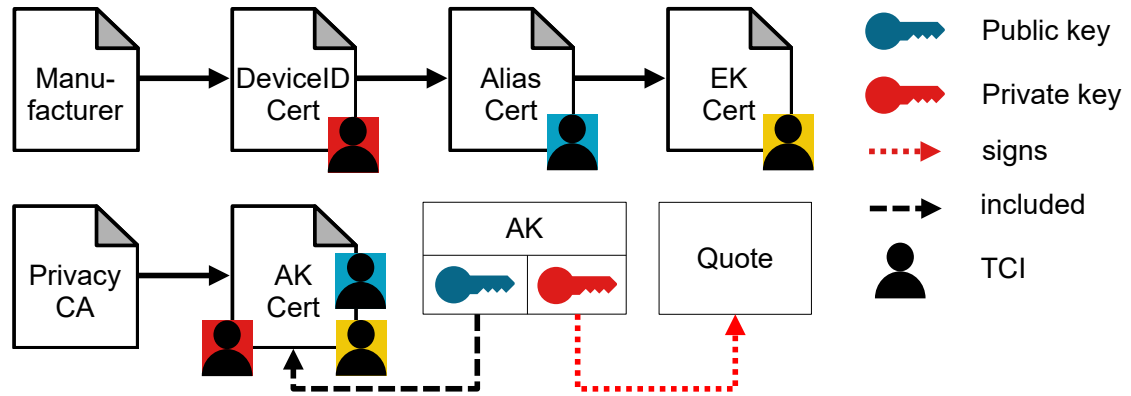 Manu-
facturer
DeviceID
Cert
Alias
Cert
EK
Cert
Public key
Private key
signs
included
TCI
Privacy
CA
AK
Cert
AK
Quote